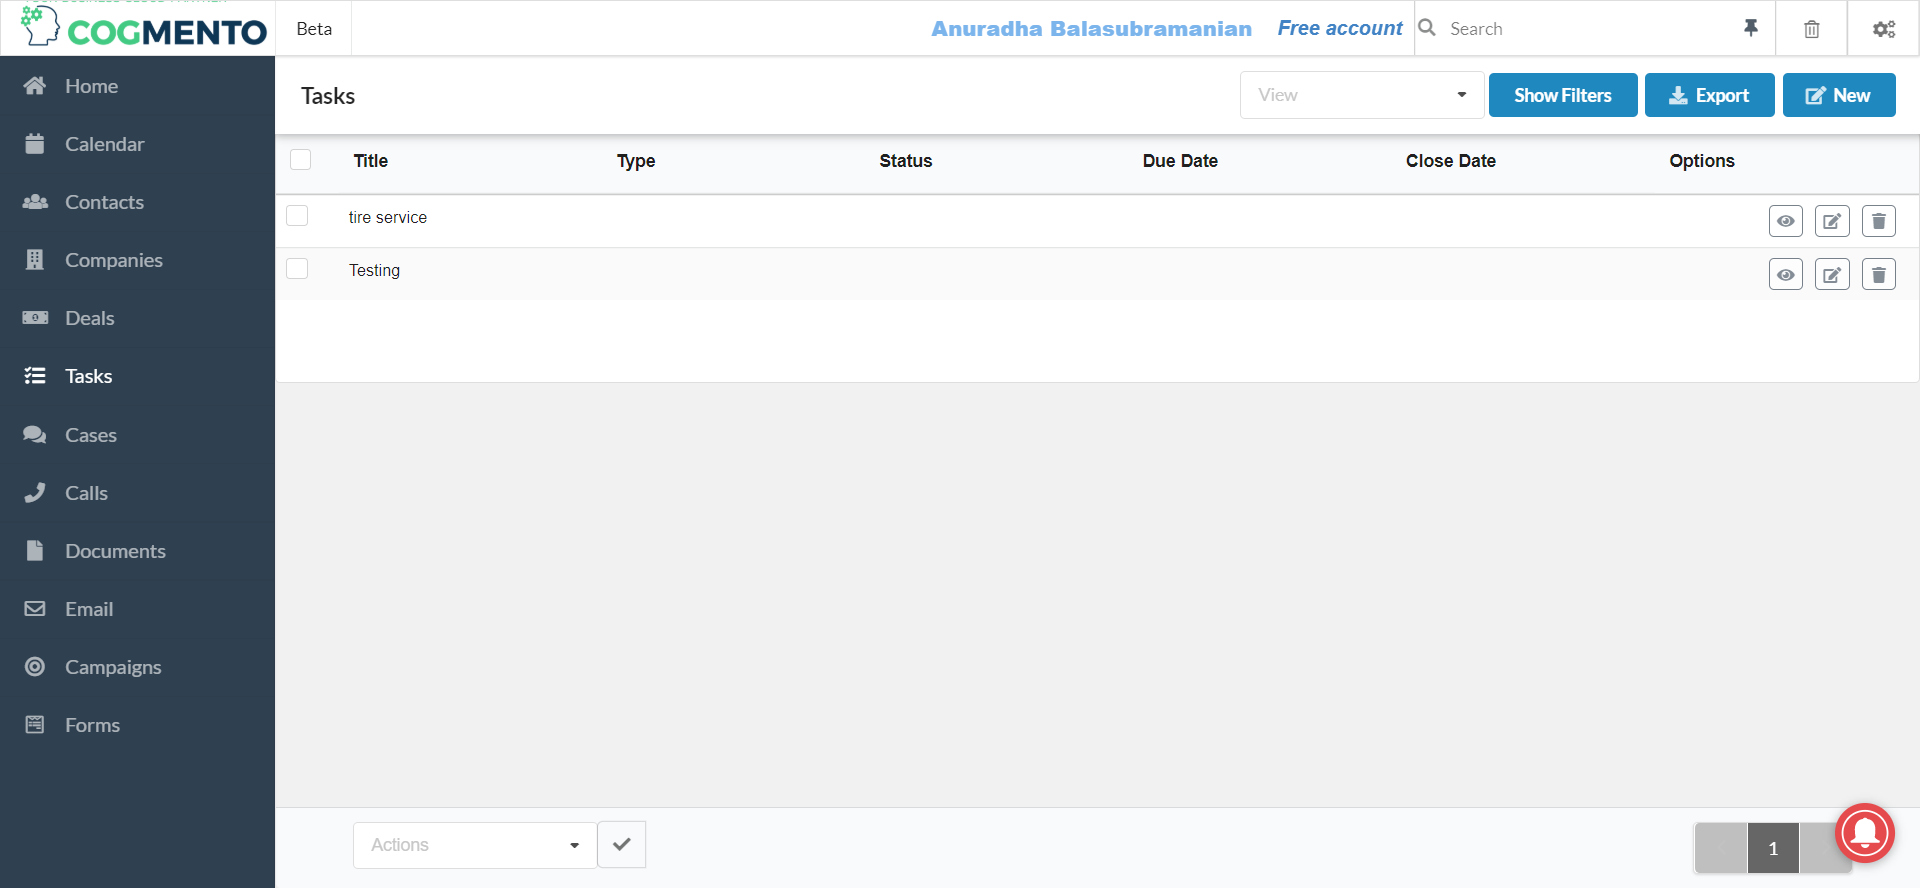 COGMENTO
Beta
Anuradha Balasubramanian
Free account
Search
Home
Calendar
Contacts
Companies
Deals
Tasks
Cases
Calls
Documents
Email
Campaigns
Forms
Tasks
View
Show Filters
Export
New
Title Type Status Due Date Close Date Options
tire service
Testing
Actions
1